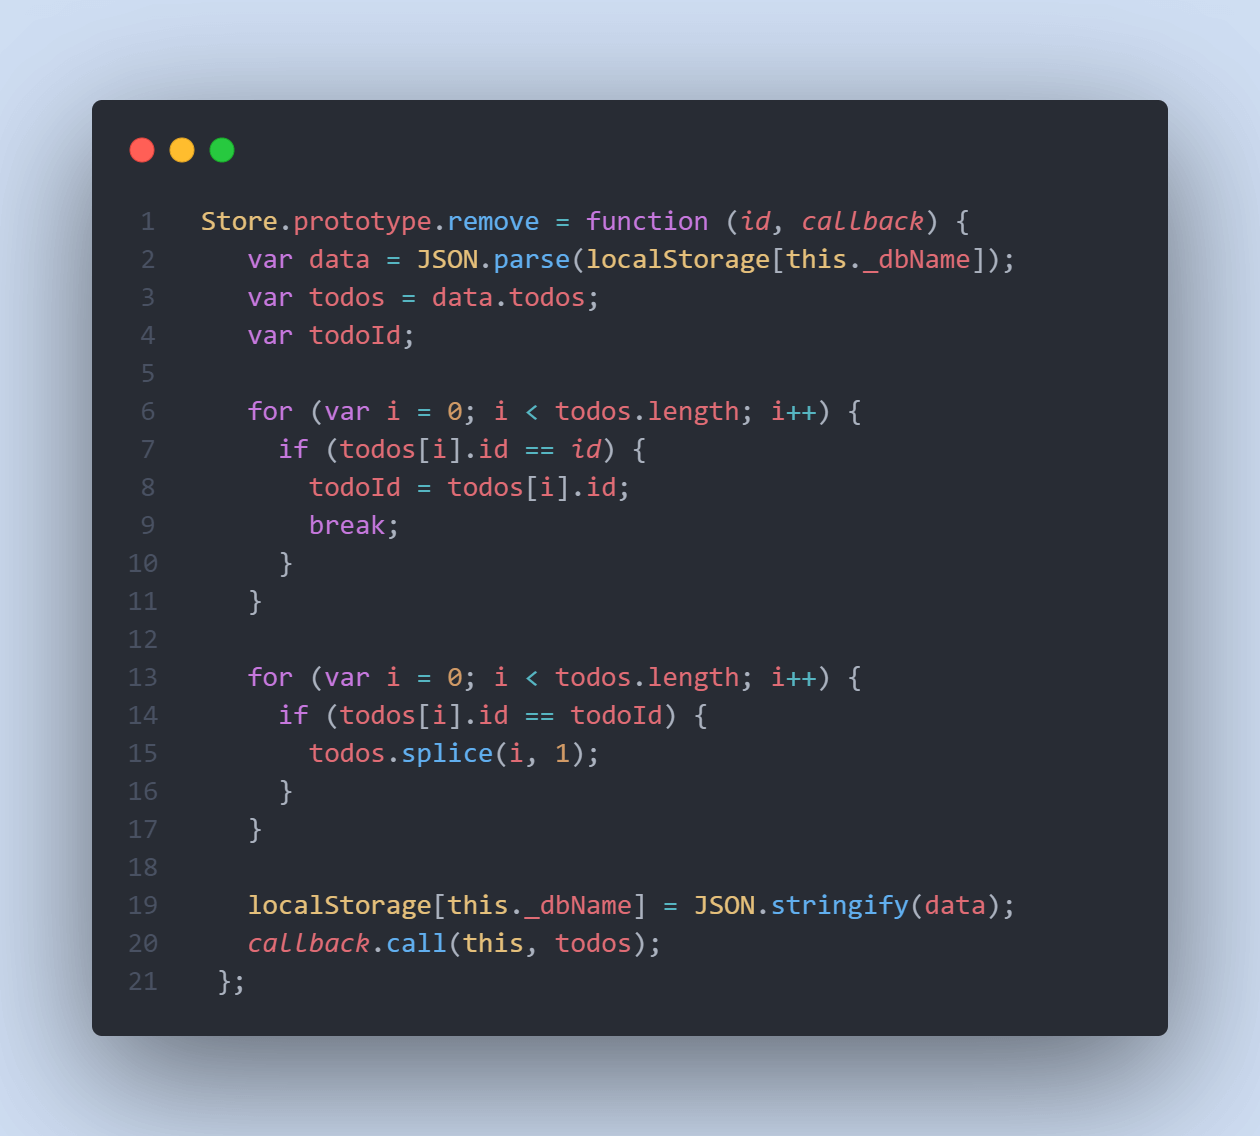 1 Store.prototype.remove = function (id, callback) {
2    var data = JSON.parse(localStorage[this._dbName]);
3    var todos = data.todos;
4    var todoId;
5
6    for (var i = 0; i < todos.length; i++) {
7      if (todos[i].id == id) {
8        todoId = todos[i].id;
9        break;
10      }
11    }
12
13    for (var i = 0; i < todos.length; i++) {
14      if (todos[i].id == todoId) {
15        todos.splice(i, 1);
16      }
17    }
18
19    localStorage[this._dbName] = JSON.stringify(data);
20    callback.call(this, todos);
21  };